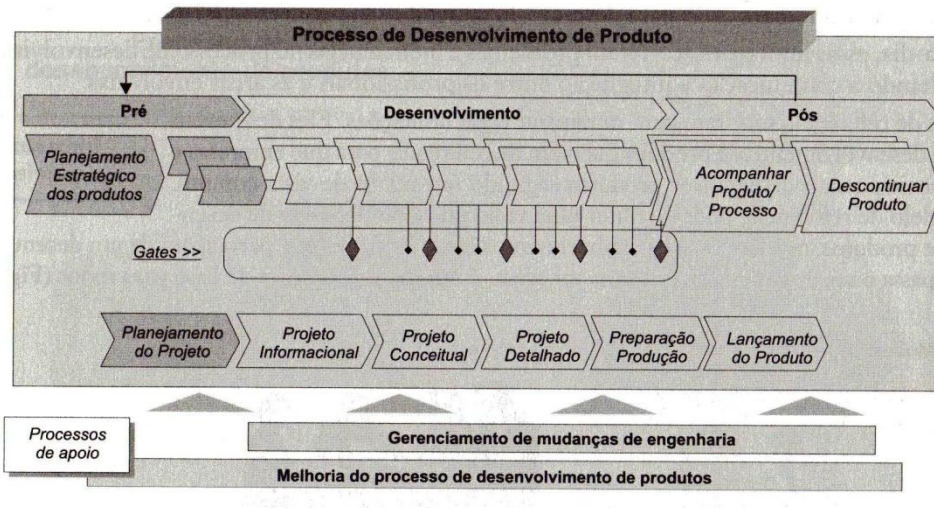 Processo de Desenvolvimento de Produto
Pré
Desenvolvimento
Pós
Planejamento
Estratégico
dos produtos
Acompanhar
Produto/
Processo
Descontinuar
Produto
Gates >>
Planejamento
do Projeto
Projeto
Informacional
Projeto
Conceitual
Projeto
Detalhado
Preparação
Produção
Lançamento
do Produto
Processos
de apoio
Gerenciamento de mudanças de engenharia
Melhoria do processo de desenvolvimento de produtos